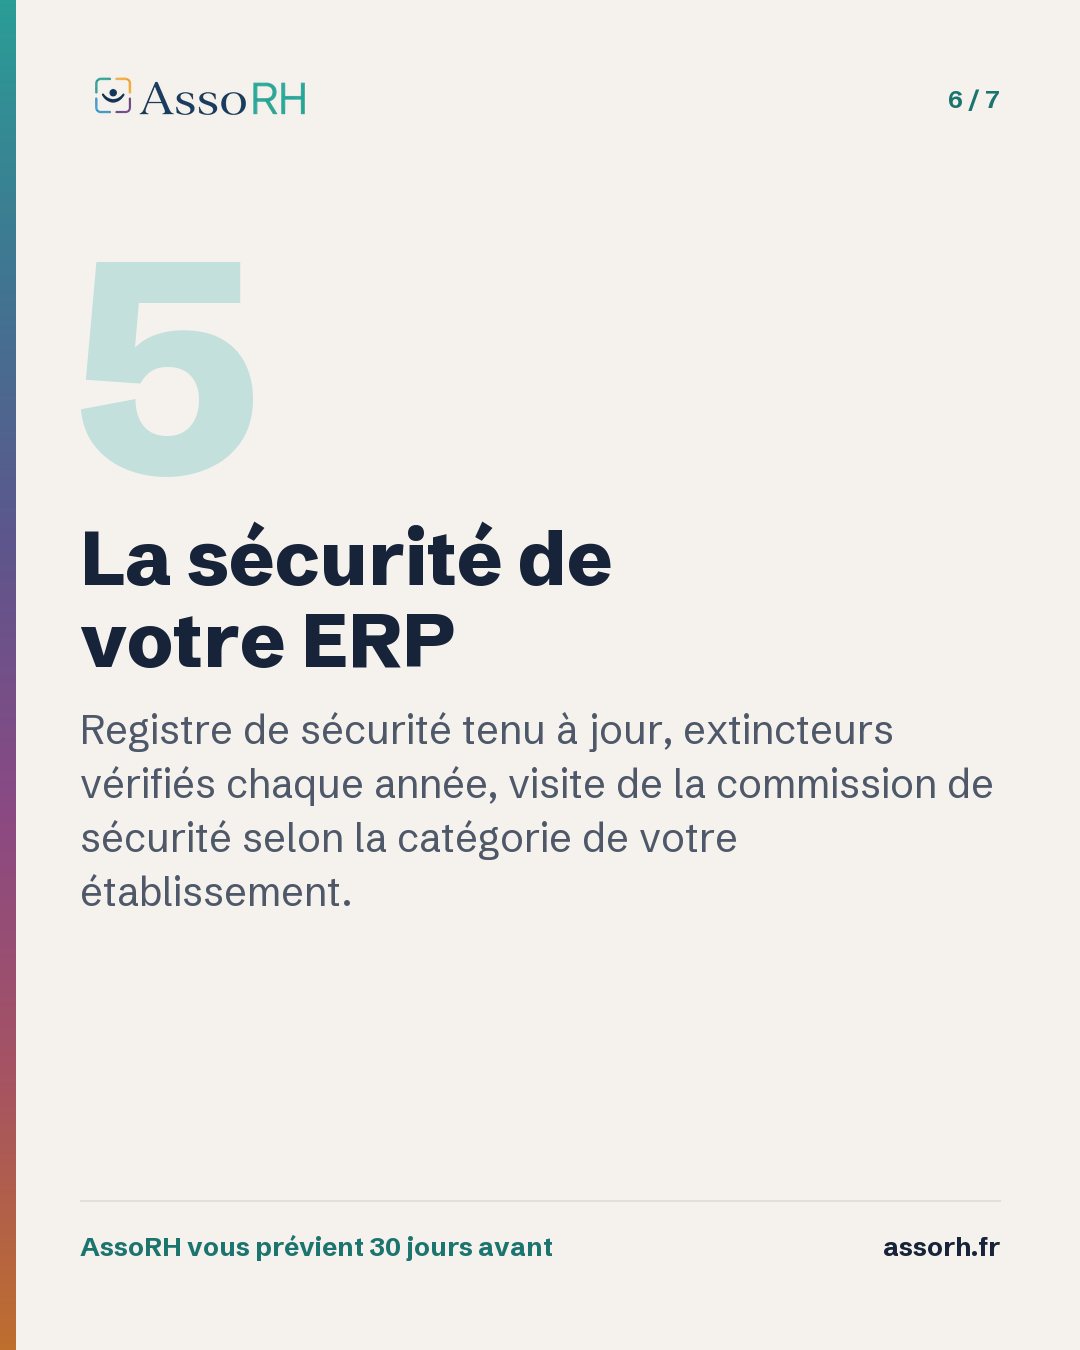 AssoRH
6 / 7
5
La sécurité de
votre ERP
Registre de sécurité tenu à jour, extincteurs
vérifiés chaque année, visite de la commission de
sécurité selon la catégorie de votre
établissement.
AssoRH vous prévient 30 jours avant
assorh.fr